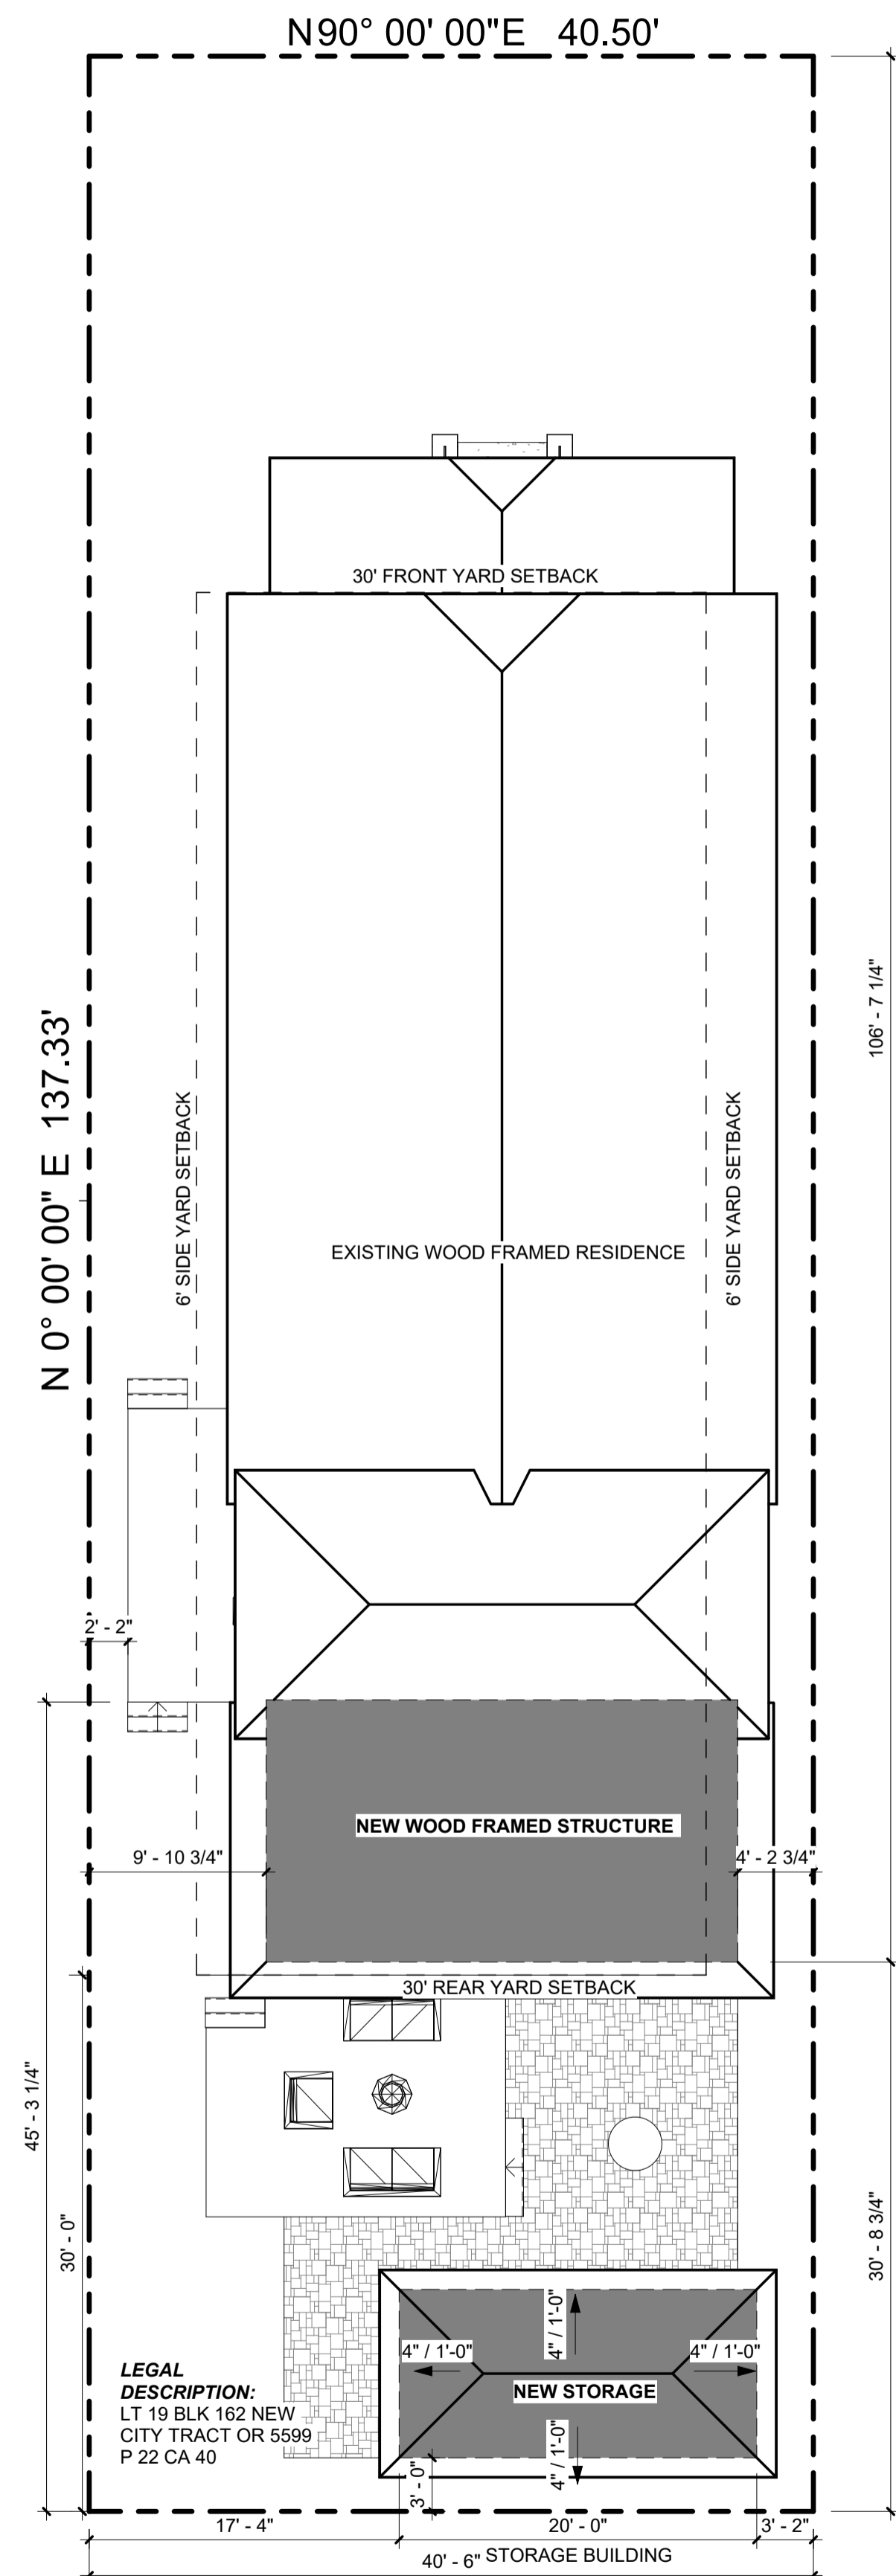 N90° 00' 00"E 40.50'
30' FRONT YARD SETBACK
106' - 7 1/4"
N 0° 00' 00" E 137.33'
6' SIDE YARD SETBACK
6' SIDE YARD SETBACK
EXISTING WOOD FRAMED RESIDENCE
2' - 2"
NEW WOOD FRAMED STRUCTURE
9' - 10 3/4"
4' - 2 3/4"
30' REAR YARD SETBACK
45' - 3 1/4"
30' - 0"
30' - 8 3/4"
4" / 1'-0"
4" / 1'-0"
4" / 1'-0"
NEW STORAGE
4" / 1'-0"
LEGAL
DESCRIPTION:
LT 19 BLK 162 NEW
CITY TRACT OR 5599
P 22 CA 40
3' - 0"
17' - 4"
20' - 0"
3' - 2"
STORAGE BUILDING
40' - 6"